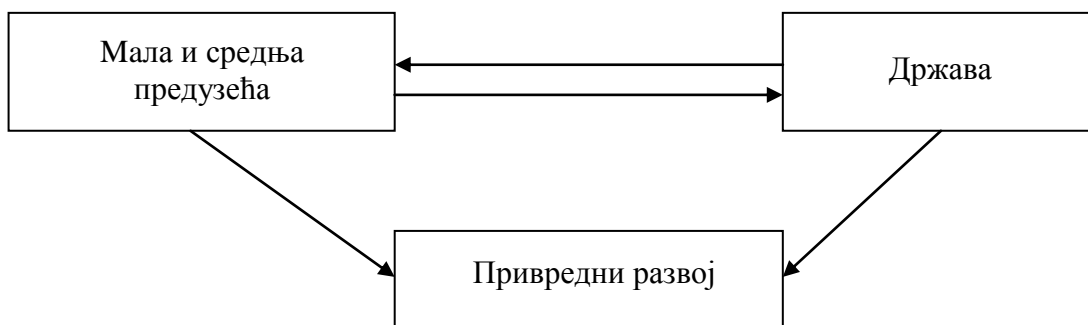 Мала и средња
предузећа
Држава
Привредни развој